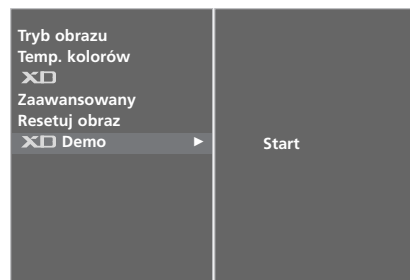 Tryb obrazu
Temp. kolorów
XD
Zaawansowany
Resetuj obraz
XD Demo ►
Start